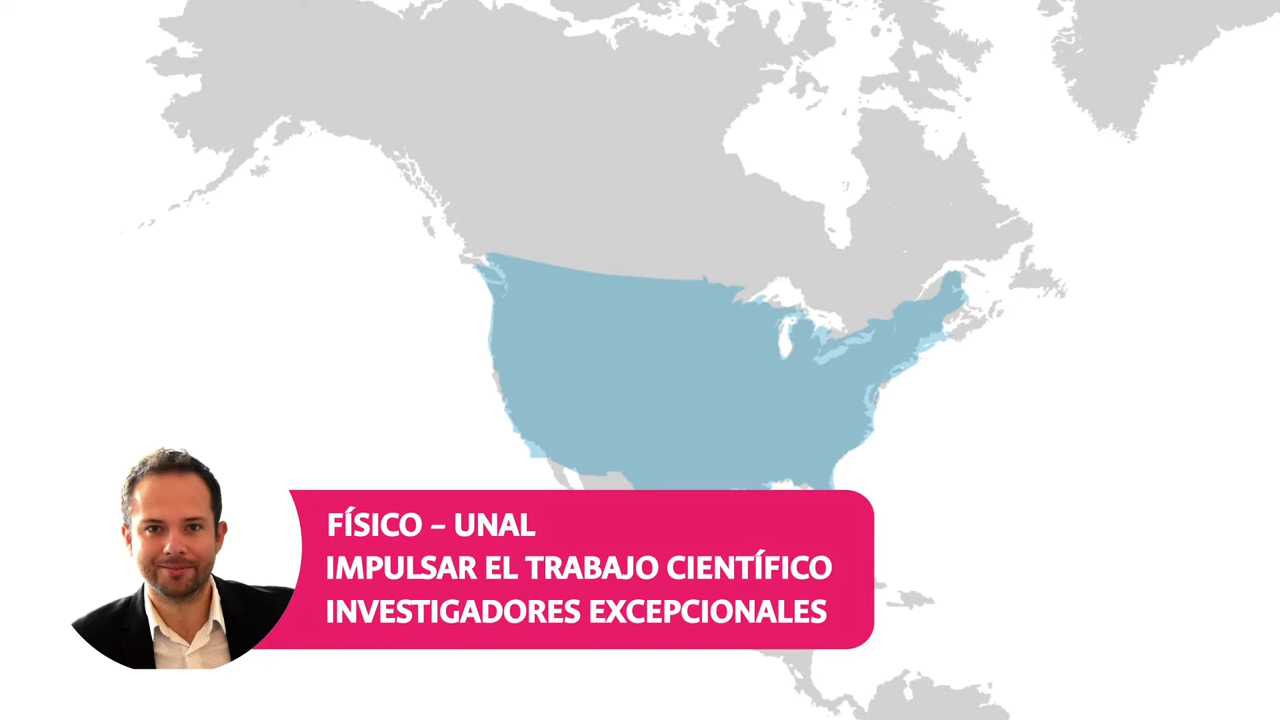 FÍSICO – UNAL
IMPULSAR EL TRABAJO CIENTÍFICO
INVESTIGADORES EXCEPCIONALES